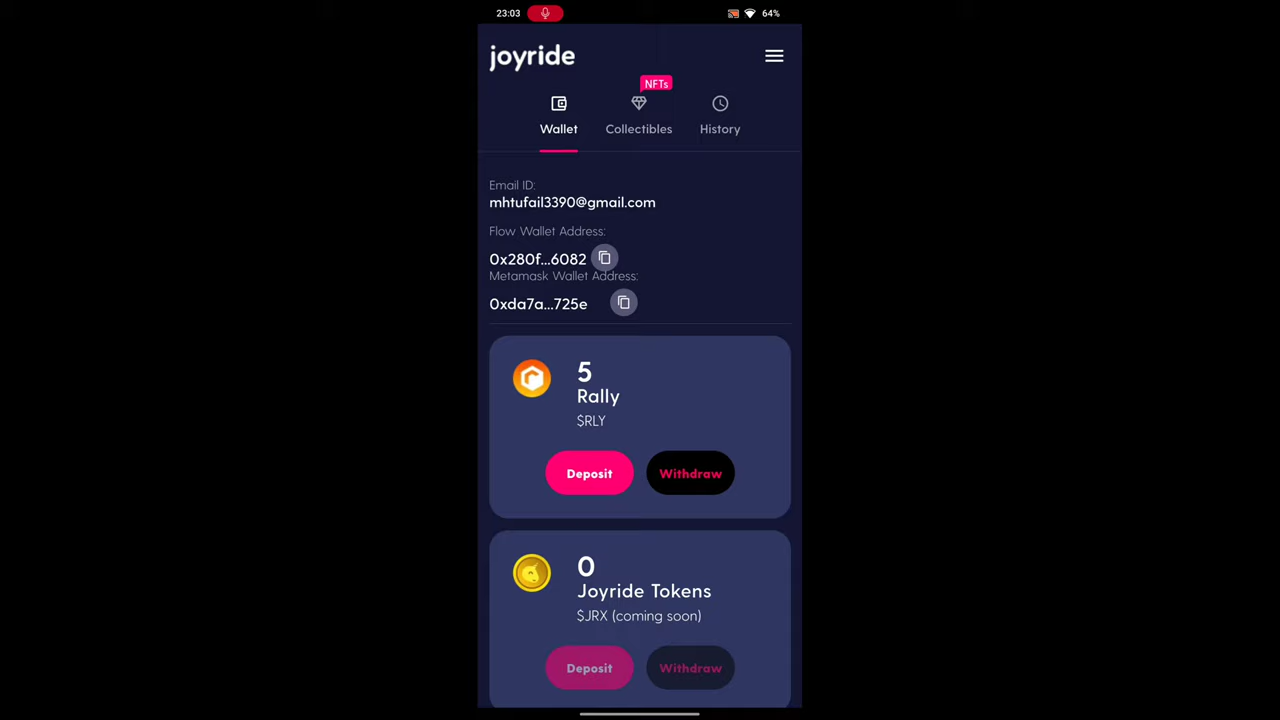 23:03
64%
joyride
NFTs
Wallet
Collectibles
History
Email ID:
mhtufail3390@gmail.com
Flow Wallet Address:
0x280f...6082
Metamask Wallet Address:
0xda7a...725e
5
Rally
$RLY
Deposit
Withdraw
0
Joyride Tokens
$JRX (coming soon)
Deposit
Withdraw